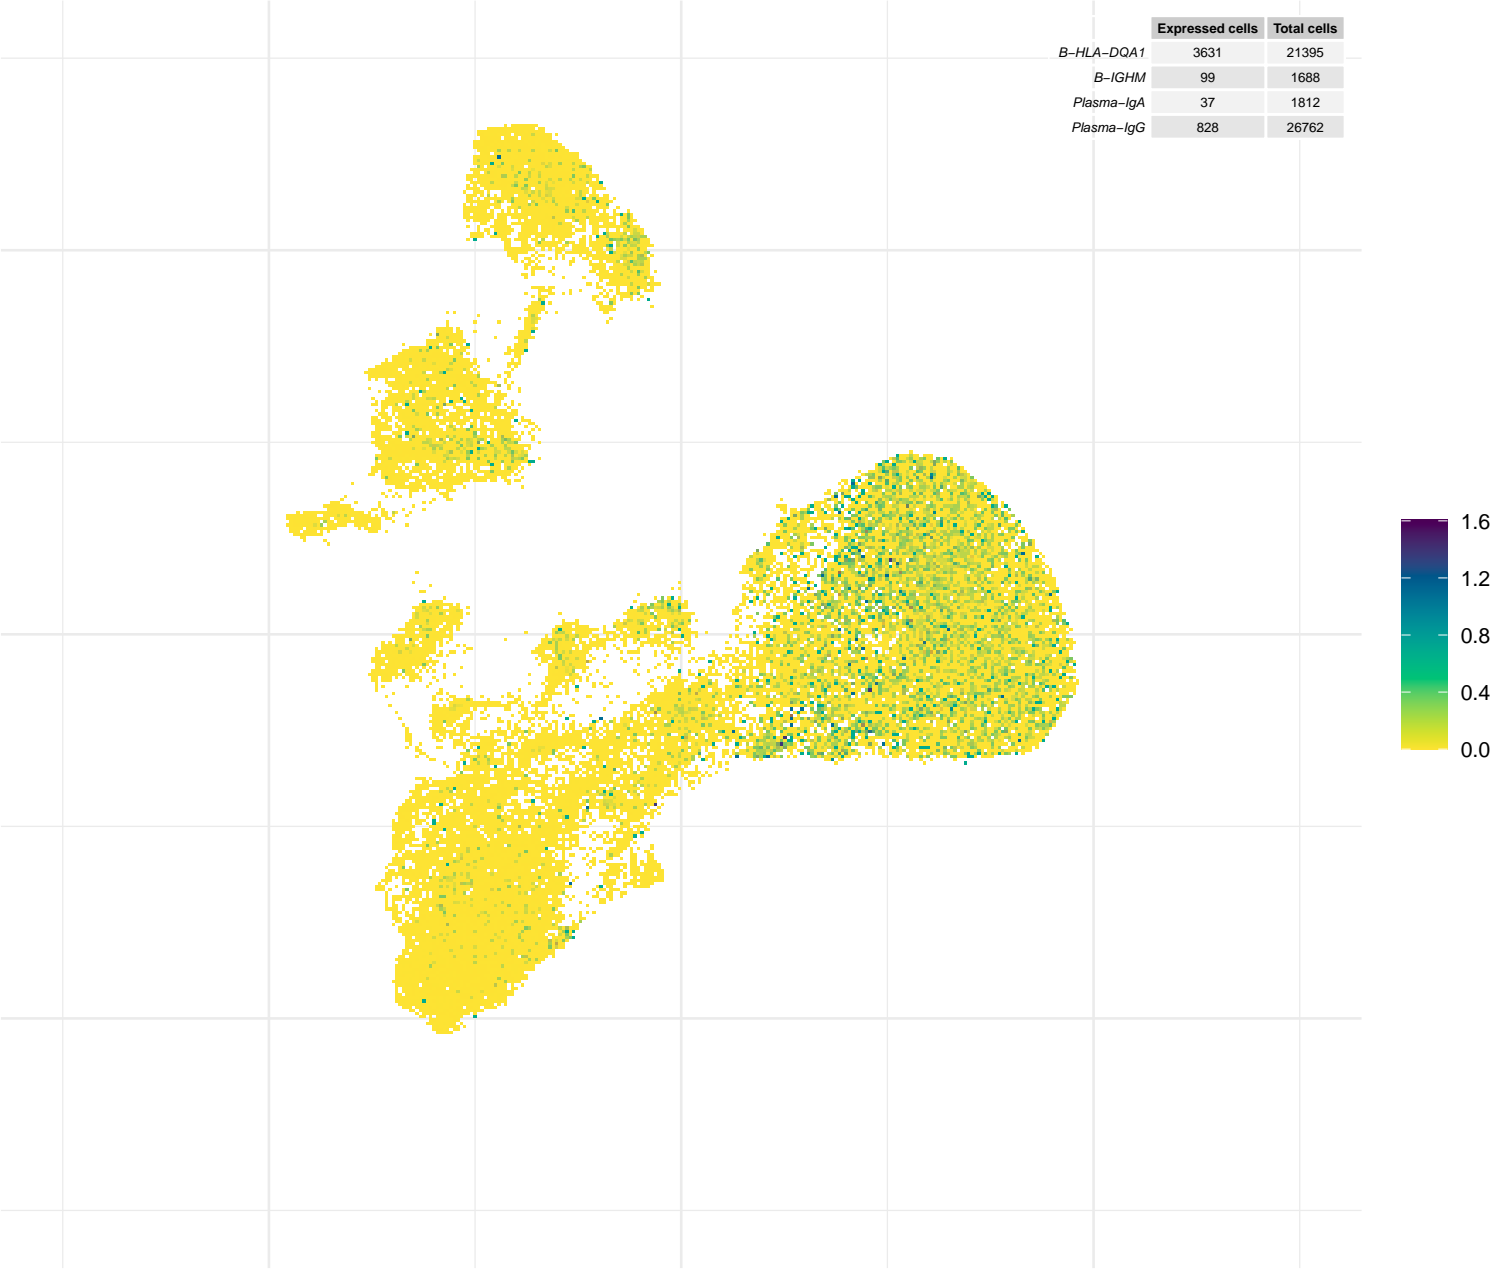 Expressed cells Total cells
B−HLA−DQA1 3631 21395
B−IGHM 99 1688
Plasma−IgA 37 1812
Plasma−IgG 828 26762
1.6
1.2
0.8
0.4
0.0